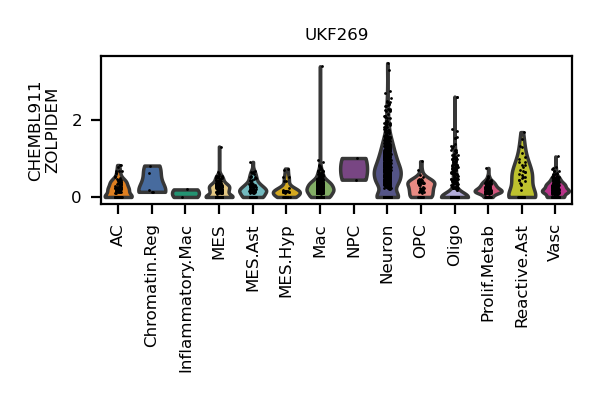 UKF269
CHEMBL911
ZOLPIDEM
2
0
AC
Chromatin.Reg
Inflammatory.Mac
MES
MES.Ast
MES.Hyp
Mac
NPC
Neuron
OPC
Oligo
Prolif.Metab
Reactive.Ast
Vasc